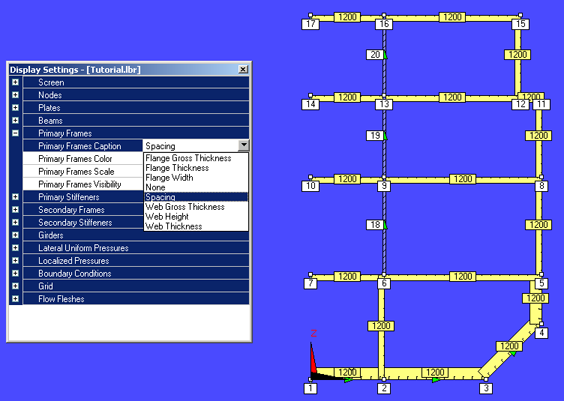 Display Settings - [Tutorial.lbr]
Screen
Nodes
Plates
Beams
Primary Frames
Primary Frames Caption Spacing
Primary Frames Color Flange Gross Thickness
Flange Thickness
Primary Frames Scale Flange Width
Primary Frames Visibility None
Primary Stiffeners Spacing
Secondary Frames Web Gross Thickness
Web Height
Secondary Stiffeners Web Thickness
Girders
Lateral Uniform Pressures
Localized Pressures
Boundary Conditions
Grid
Flow Fleshes
1200 1200
17 16 15
20 1200
1200 1200 1200
14 13 12 11
19 1200
1200 1200
10 9 8
18 1200
1200 1200
7 6 5
1200
1200
4
Z
1200
1200 1200
1 2 3